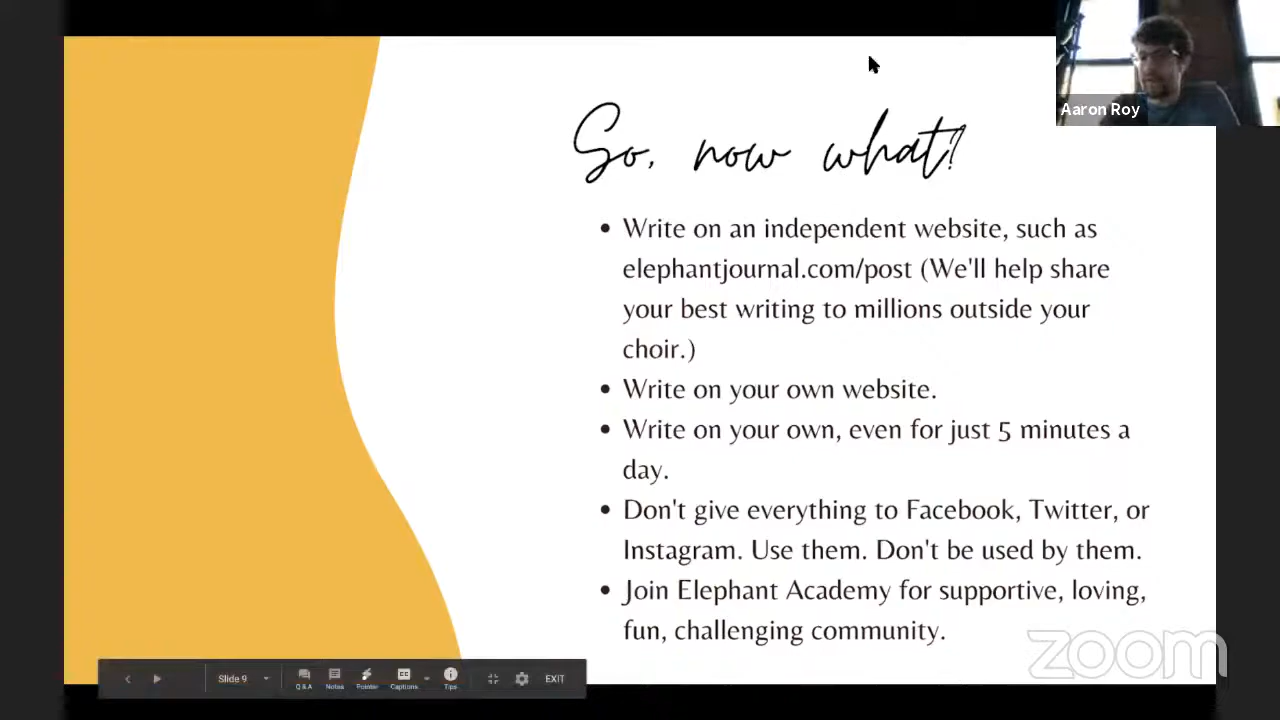 Aaron Roy
So, now what?
• Write on an independent website, such as
elephantjournal.com/post (We'll help share
your best writing to millions outside your
choir.)
• Write on your own website.
• Write on your own, even for just 5 minutes a
day.
• Don't give everything to Facebook, Twitter, or
Instagram. Use them. Don't be used by them.
• Join Elephant Academy for supportive, loving,
fun, challenging community.
zoom
Slide 9
Q&A Notes Pointer CC Captions Tips EXIT